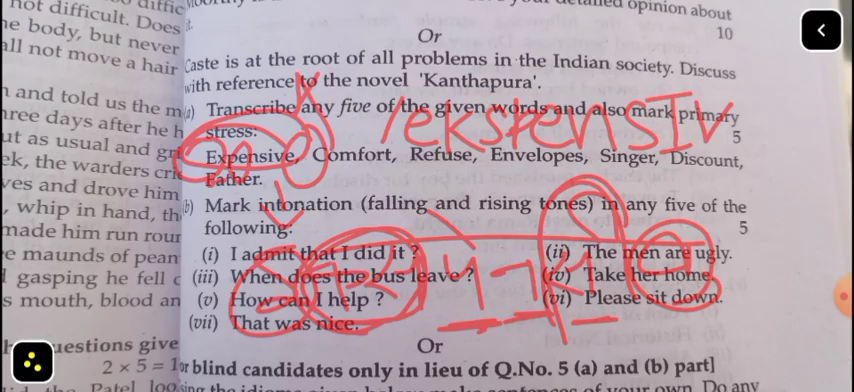 not difficult. Does
he body, but never
all not move a hair
n and told us the m
hree days after he h
ut as usual and gri
ek, the warders cri
ves and drove him
, whip in hand, th
made him run rour
e maunds of pean
l gasping he fell c
s mouth, blood an
uestions give
2 × 5 = 1
detailed opinion about
it.
10
Or
Caste is at the root of all problems in the Indian society. Discuss
with reference to the novel 'Kanthapura'.
(a) Transcribe any five of the given words and also mark primary
stress: 5
Expensive, Comfort, Refuse, Envelopes, Singer, Discount,
Father.
(b) Mark intonation (falling and rising tones) in any five of the
following: 5
(i) I admit that I did it ? (ii) The men are ugly.
(iii) When does the bus leave ? (iv) Take her home.
(v) How can I help ? (vi) Please sit down.
(vii) That was nice.
Or
or blind candidates only in lieu of Q.No. 5 (a) and (b) part]
/ekspensIv